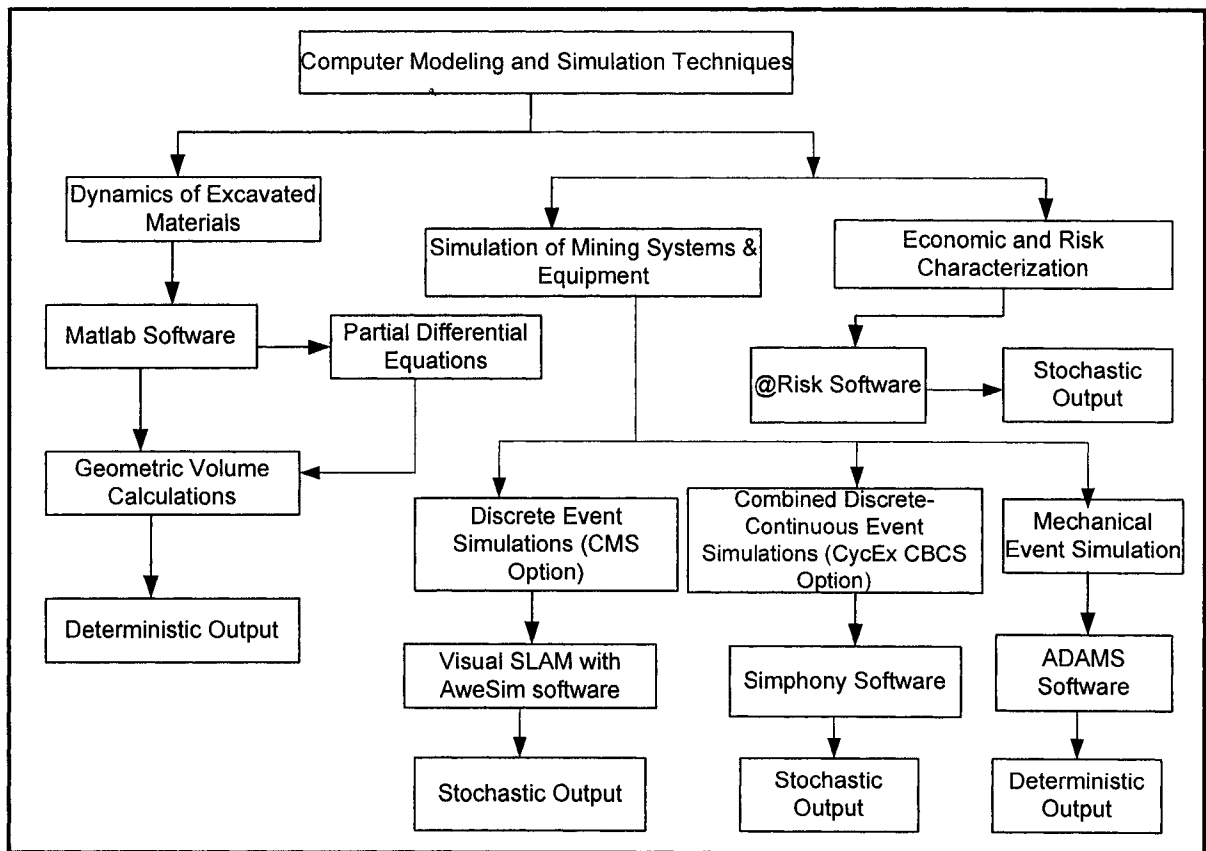 Computer Modeling and Simulation Techniques
Dynamics of Excavated
Materials
Simulation of Mining Systems &
Equipment
Economic and Risk
Characterization
Matlab Software
Partial Differential
Equations
@Risk Software
Stochastic
Output
Geometric Volume
Calculations
Discrete Event
Simulations (CMS
Option)
Combined Discrete-
Continuous Event
Simulations (CycEx CBCS
Option)
Mechanical
Event Simulation
Deterministic Output
Visual SLAM with
AweSim software
Simphony Software
ADAMS
Software
Stochastic Output
Stochastic
Output
Deterministic
Output